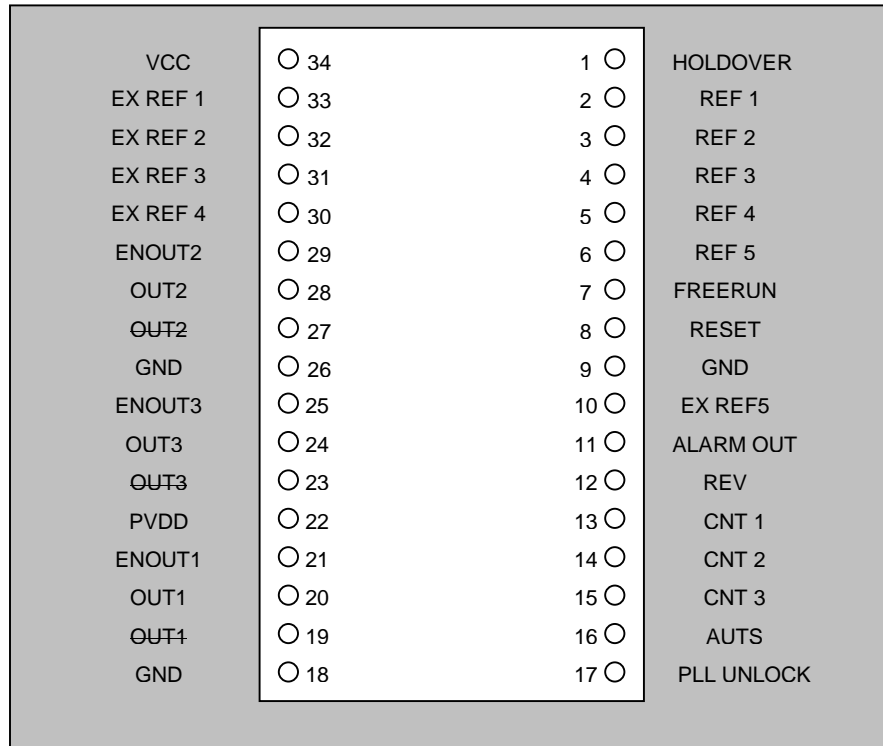 VCC 34 1 HOLDOVER
EX REF 1 33 2 REF 1
EX REF 2 32 3 REF 2
EX REF 3 31 4 REF 3
EX REF 4 30 5 REF 4
ENOUT2 29 6 REF 5
OUT2 28 7 FREERUN
OUT2 27 8 RESET
GND 26 9 GND
ENOUT3 25 10 EX REF5
OUT3 24 11 ALARM OUT
OUT3 23 12 REV
PVDD 22 13 CNT 1
ENOUT1 21 14 CNT 2
OUT1 20 15 CNT 3
OUT1 19 16 AUTS
GND 18 17 PLL UNLOCK